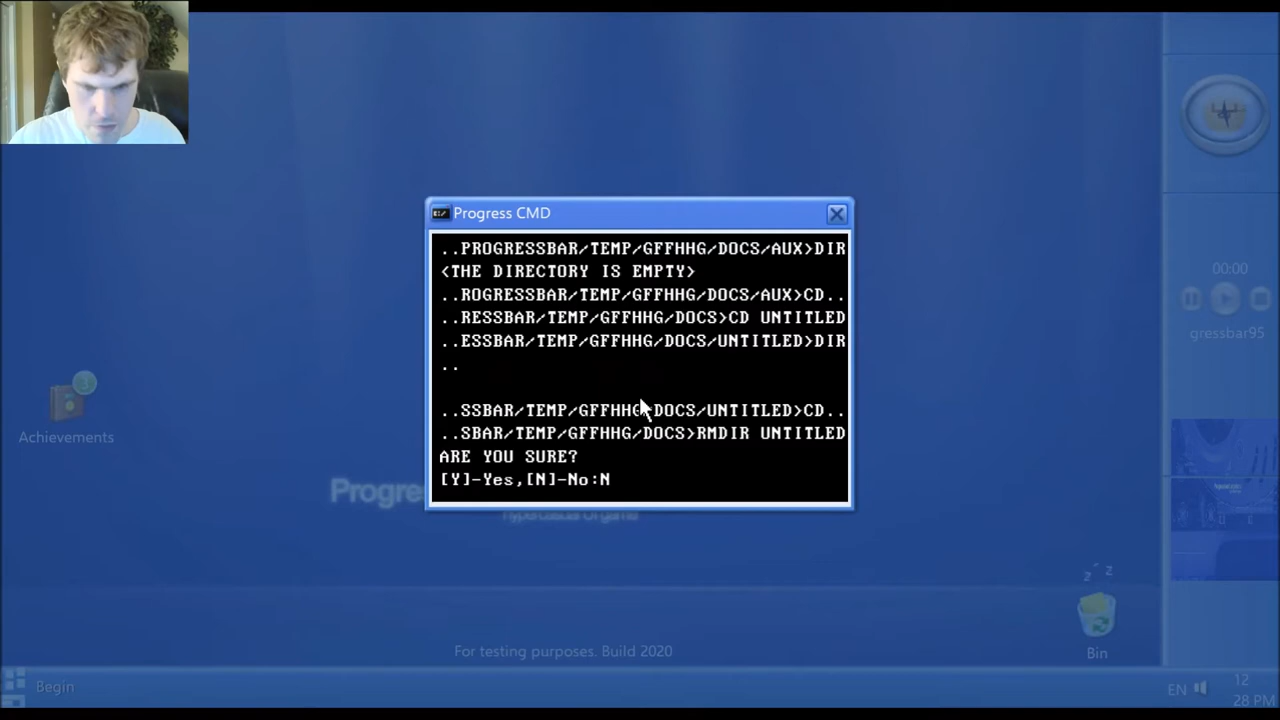 Progress CMD
..PROGRESSBAR/TEMP/GFFHHG/DOCS/AUX>DIR
<THE DIRECTORY IS EMPTY>
..ROGRESSBAR/TEMP/GFFHHG/DOCS/AUX>CD..
..RESSBAR/TEMP/GFFHHG/DOCS>CD UNTITLED
..ESSBAR/TEMP/GFFHHG/DOCS/UNTITLED>DIR
..
..SSBAR/TEMP/GFFHHG/DOCS/UNTITLED>CD..
..SBAR/TEMP/GFFHHG/DOCS>RMDIR UNTITLED
ARE YOU SURE?
[Y]-Yes,[N]-No:N
00:00
gressbar95
3
Achievements
Progre
z z
Bin
For testing purposes. Build 2020
Begin
EN
12
28 PM